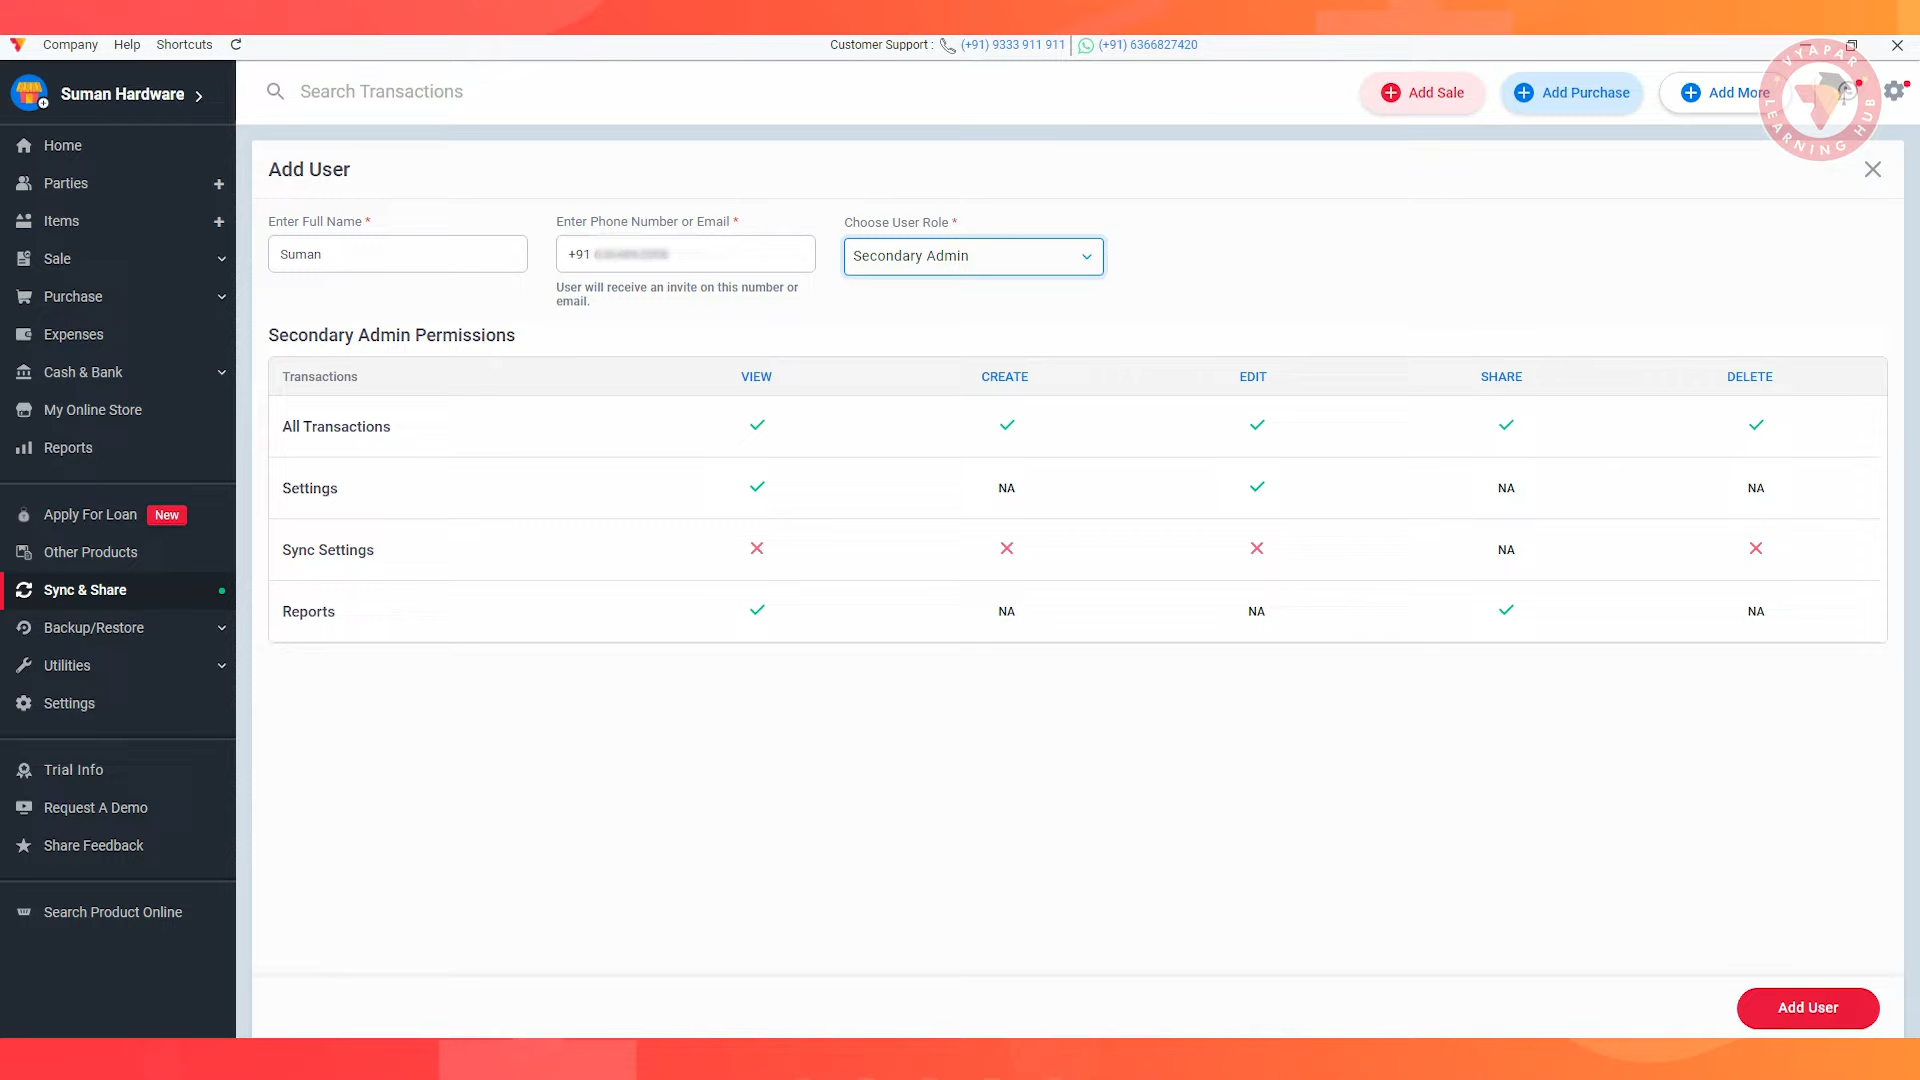 Company Help Shortcuts
Customer Support : (+91) 9333 911 911 (+91) 6366827420
Suman Hardware
Search Transactions
Add Sale
Add Purchase
Add More
VYAPAR
LEARNING HUB
Home
Parties
Items
Sale
Purchase
Expenses
Cash & Bank
My Online Store
Reports
Apply For Loan New
Other Products
Sync & Share
Backup/Restore
Utilities
Settings
Trial Info
Request A Demo
Share Feedback
Search Product Online
Add User
Enter Full Name * Enter Phone Number or Email * Choose User Role *
Suman +91 Secondary Admin
User will receive an invite on this number or
email.
Secondary Admin Permissions
Transactions VIEW CREATE EDIT SHARE DELETE
All Transactions
Settings NA NA NA
Sync Settings NA
Reports NA NA NA
Add User